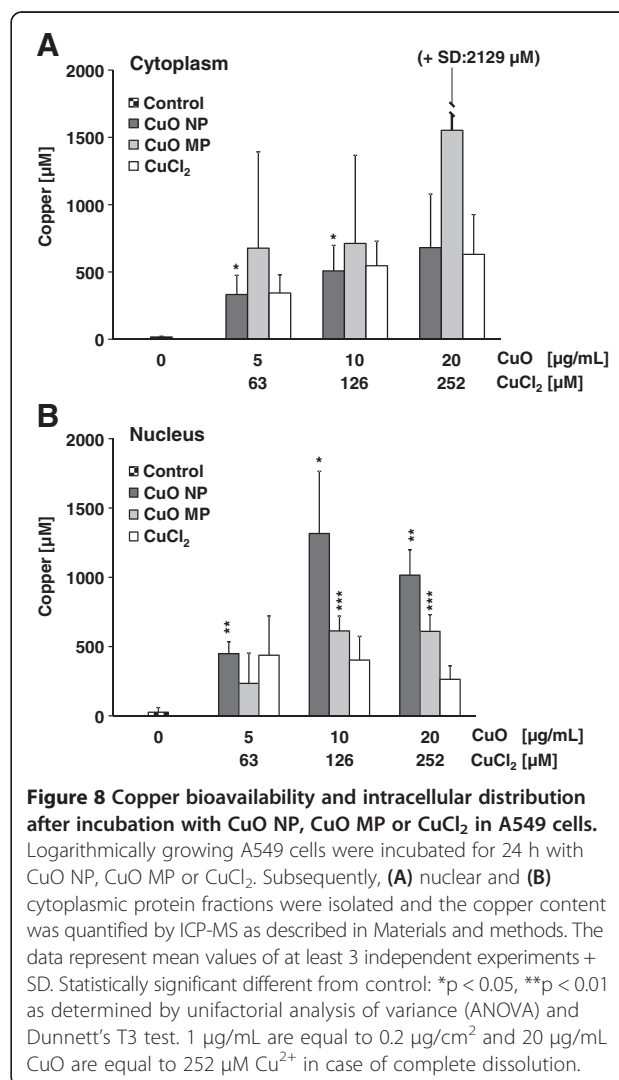 A
Cytoplasm
(+ SD:2129 µM)
Control
CuO NP
CuO MP
CuCl₂
Copper [µM]
2000
1500
1000
500
0
*
*
0 5 10 20 CuO [µg/mL]
63 126 252 CuCl₂ [µM]
B
Nucleus
Control
CuO NP
CuO MP
CuCl₂
Copper [µM]
2000
1500
1000
500
0
**
*
***
**
***
0 5 10 20 CuO [µg/mL]
63 126 252 CuCl₂ [µM]
Figure 8 Copper bioavailability and intracellular distribution
after incubation with CuO NP, CuO MP or CuCl₂ in A549 cells.
Logarithmically growing A549 cells were incubated for 24 h with
CuO NP, CuO MP or CuCl₂. Subsequently, (A) nuclear and (B)
cytoplasmic protein fractions were isolated and the copper content
was quantified by ICP-MS as described in Materials and methods. The
data represent mean values of at least 3 independent experiments +
SD. Statistically significant different from control: *p < 0.05, **p < 0.01
as determined by unifactorial analysis of variance (ANOVA) and
Dunnett's T3 test. 1 µg/mL are equal to 0.2 µg/cm² and 20 µg/mL
CuO are equal to 252 µM Cu²⁺ in case of complete dissolution.